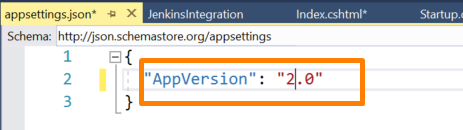 appsettings.json* JenkinsIntegration Index.cshtml* Startup.
Schema: http://json.schemastore.org/appsettings
1 {
2 "AppVersion": "2.0"
3 }